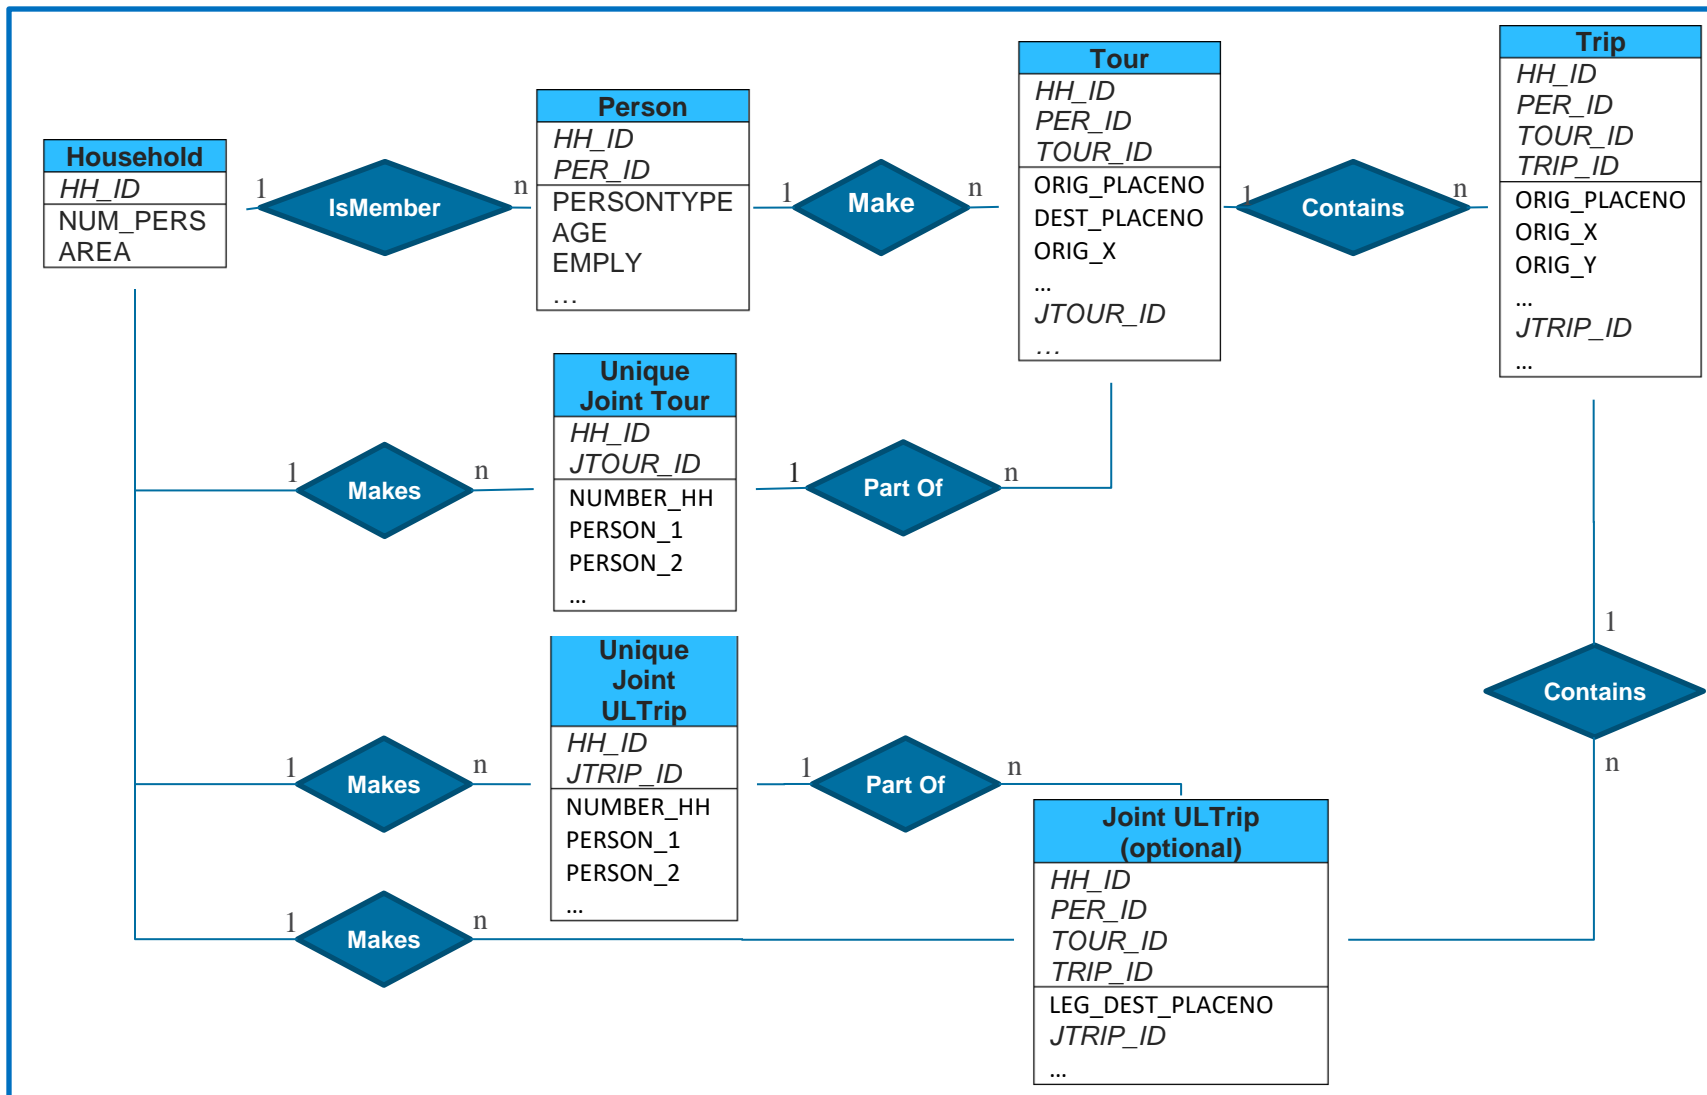 Household
HH_ID
NUM_PERS
AREA
1
IsMember
n
Person
HH_ID
PER_ID
PERSONTYPE
AGE
EMPLY
...
1
Make
n
Tour
HH_ID
PER_ID
TOUR_ID
ORIG_PLACENO
DEST_PLACENO
ORIG_X
...
JTOUR_ID
...
1
Contains
n
Trip
HH_ID
PER_ID
TOUR_ID
TRIP_ID
ORIG_PLACENO
ORIG_X
ORIG_Y
...
JTRIP_ID
...
1
Makes
n
Unique
Joint Tour
HH_ID
JTOUR_ID
NUMBER_HH
PERSON_1
PERSON_2
...
1
Part Of
n
1
Contains
n
1
Makes
n
Unique
Joint
ULTrip
HH_ID
JTRIP_ID
NUMBER_HH
PERSON_1
PERSON_2
...
1
Part Of
n
1
Makes
n
Joint ULTrip
(optional)
HH_ID
PER_ID
TOUR_ID
TRIP_ID
LEG_DEST_PLACENO
JTRIP_ID
...